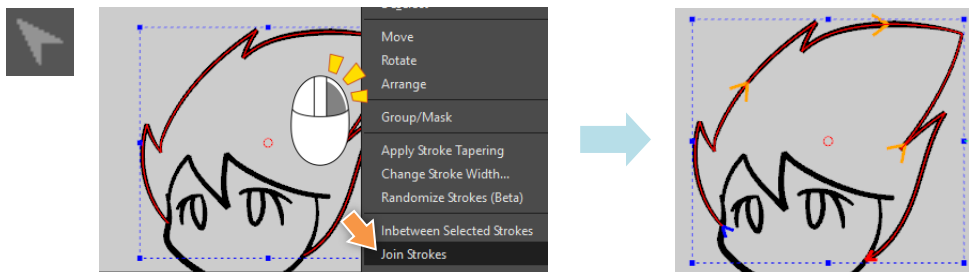 Move
Rotate
Arrange
Group/Mask
Apply Stroke Tapering
Change Stroke Width...
Randomize Strokes (Beta)
Inbetween Selected Strokes
Join Strokes